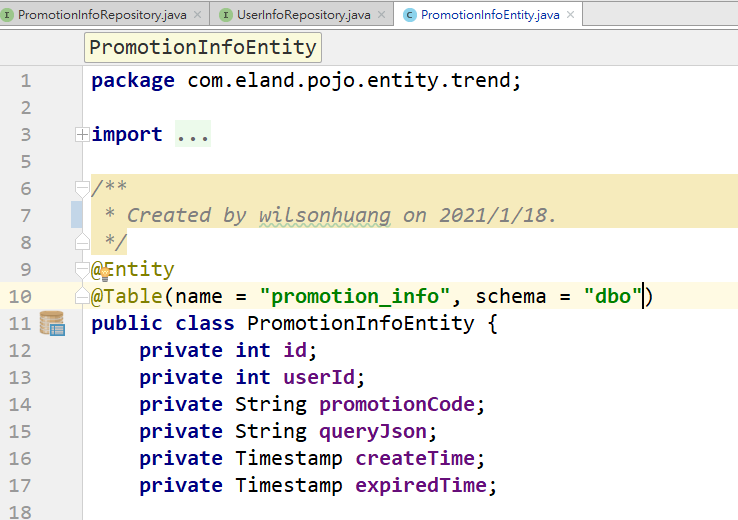 PromotionInfoRepository.java UserInfoRepository.java PromotionInfoEntity.java
PromotionInfoEntity
1 package com.eland.pojo.entity.trend;
2
3 import ...
5
6 /**
7 * Created by wilsonhuang on 2021/1/18.
8 */
9 @Entity
10 @Table(name = "promotion_info", schema = "dbo")
11 public class PromotionInfoEntity {
12 private int id;
13 private int userId;
14 private String promotionCode;
15 private String queryJson;
16 private Timestamp createTime;
17 private Timestamp expiredTime;
18